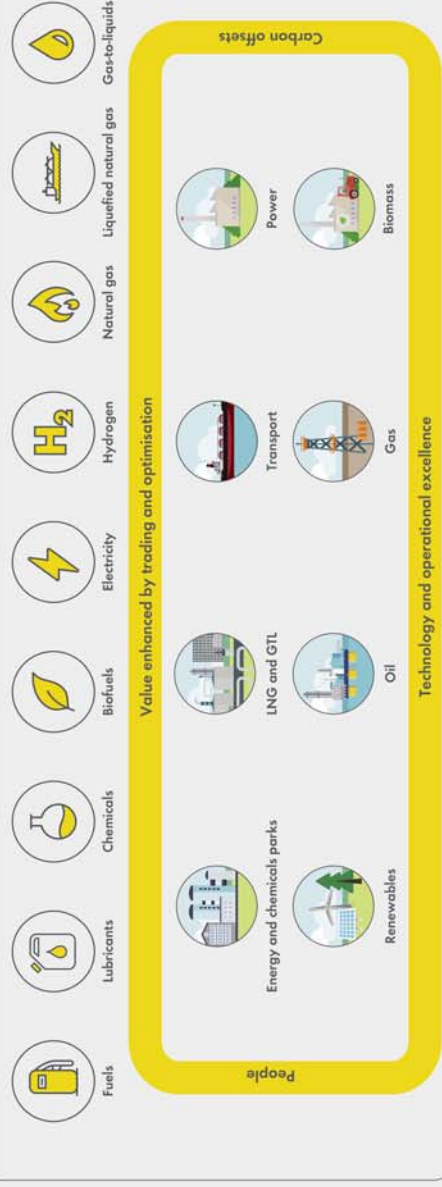 Fuels
Lubricants
Chemicals
Biofuels
Electricity
H2
Hydrogen
Natural gas
Liquefied natural gas
Gas-to-liquids
Value enhanced by trading and optimisation
People
Carbon offsets
Energy and chemicals parks
LNG and GTL
Transport
Power
Renewables
Oil
Gas
Biomass
Technology and operational excellence